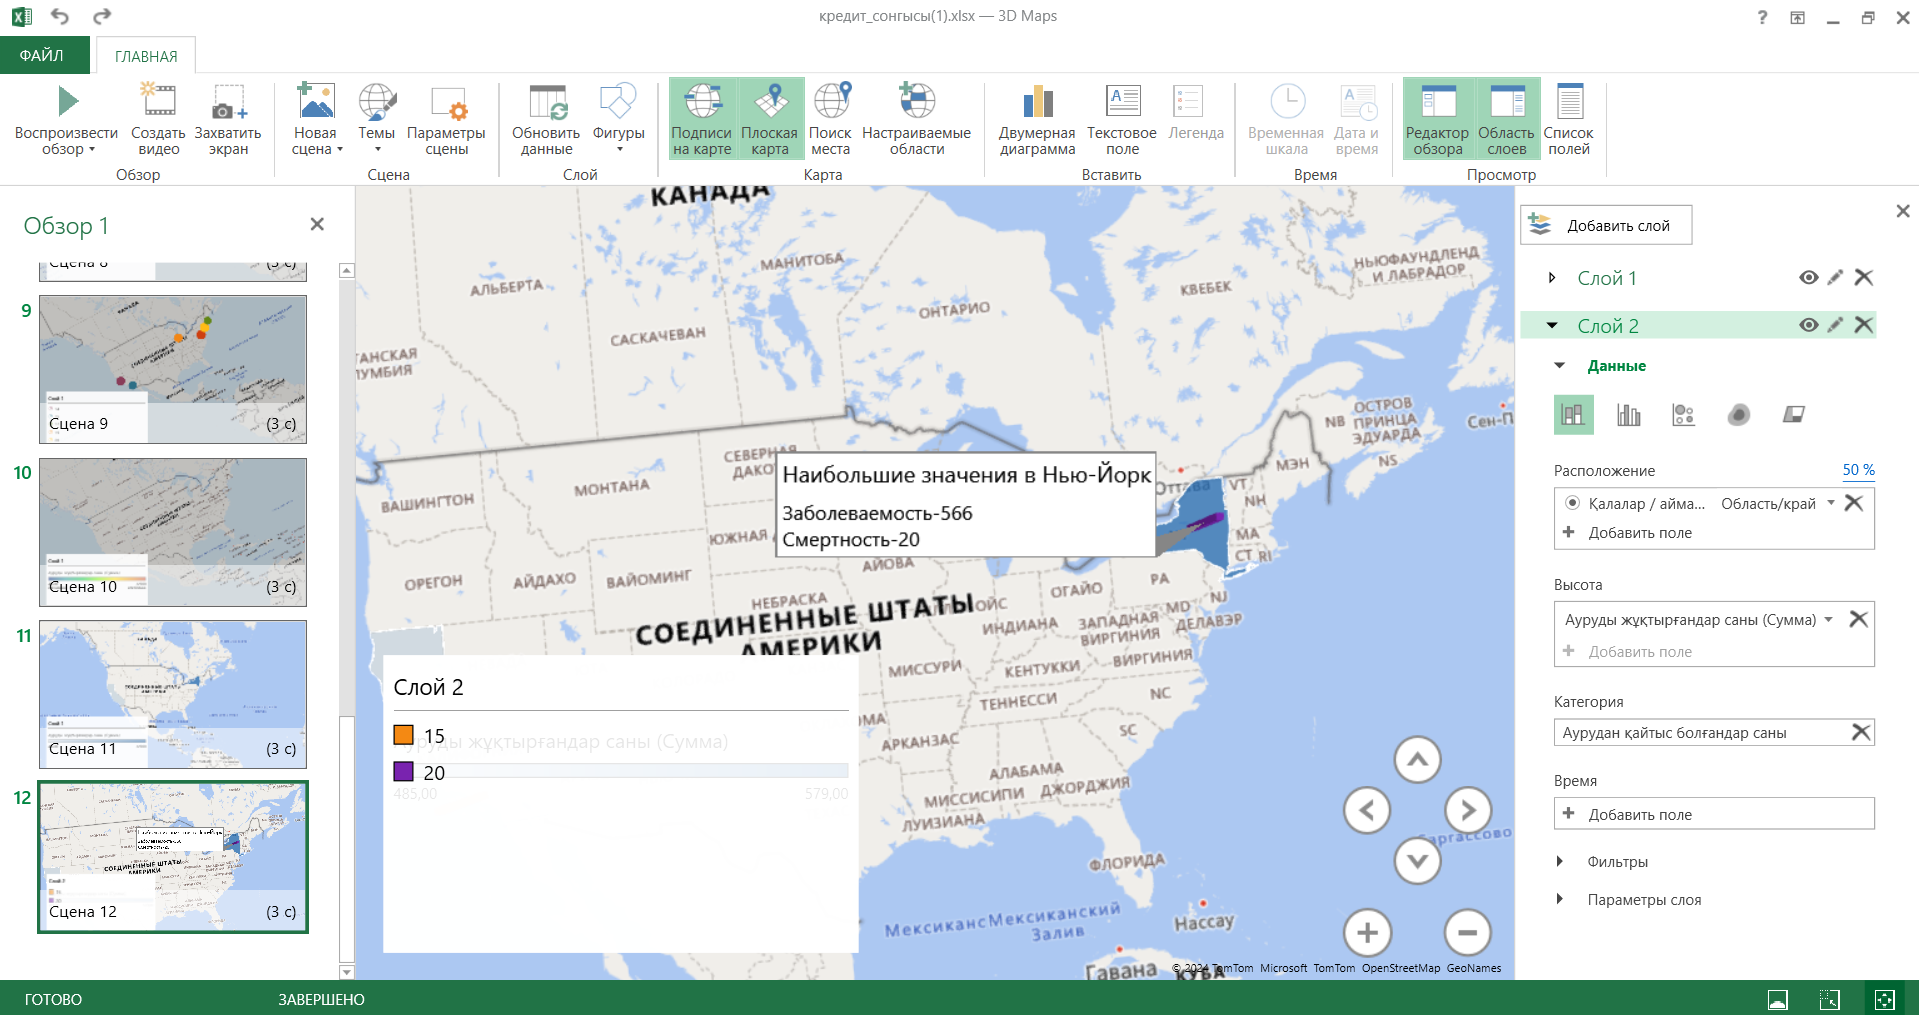 кредит_сонгысы(1).xlsx — 3D Maps
ФАЙЛ
ГЛАВНАЯ
Воспроизвести обзор
Создать видео
Захватить экран
Обзор
Новая сцена
Темы
Параметры сцены
Сцена
Обновить данные
Фигуры
Слой
Подписи на карте
Плоская карта
Поиск места
Настраиваемые области
Карта
Двумерная диаграмма
Текстовое поле
Легенда
Вставить
Временная шкала
Дата и время
Время
Редактор обзора
Область слоев
Список полей
Просмотр
Обзор 1
Сцена 8 (3 с)
9
Сцена 9 (3 с)
10
Сцена 10 (3 с)
11
Сцена 11 (3 с)
12
Сцена 12 (3 с)
КАНАДА
АЛЬБЕРТА
МАНИТОБА
САСКАЧЕВАН
ОНТАРИО
КВЕБЕК
НЬЮФАУНДЛЕНД
И ЛАБРАДОР
ОСТРОВ
ПРИНЦА
ЭДУАРДА
NB
NS
Сен-П
МЭН
VT
NH
MA
CT RI
ВАШИНГТОН
МОНТАНА
СЕВЕРНАЯ
ЮЖНАЯ
Наибольшие значения в Нью-Йорк
Заболеваемость-566
Смертность-20
ОРЕГОН
АЙДАХО
ВАЙОМИНГ
АЙОВА
НЕБРАСКА
СОЕДИНЕННЫЕ ШТАТЫ
АМЕРИКИ
ИНДИАНА
ОГАЙО
PA
NJ
MD
ДЕЛАВЭР
ЗАПАДНАЯ
ВИРГИНИЯ
МИССУРИ
КЕНТУККИ
ВИРГИНИЯ
ТЕННЕССИ
NC
SC
АРКАНЗАС
АЛАБАМА
МИССИСИПИ
ДЖОРДЖИЯ
ЛУИЗИАНА
ФЛОРИДА
Мексиканский
Залив
Нассау
Гавана
КУБА
Слой 2
15
Ауруды жұқтырғандар саны (Сумма)
20
485,00 579,00
© 2024 TomTom Microsoft TomTom OpenStreetMap GeoNames
Добавить слой
Слой 1
Слой 2
Данные
Расположение 50 %
Қалалар / айма... Область/край
Добавить поле
Высота
Ауруды жұқтырғандар саны (Сумма)
Добавить поле
Категория
Аурудан қайтыс болғандар саны
Время
Добавить поле
Фильтры
Параметры слоя
ГОТОВО
ЗАВЕРШЕНО